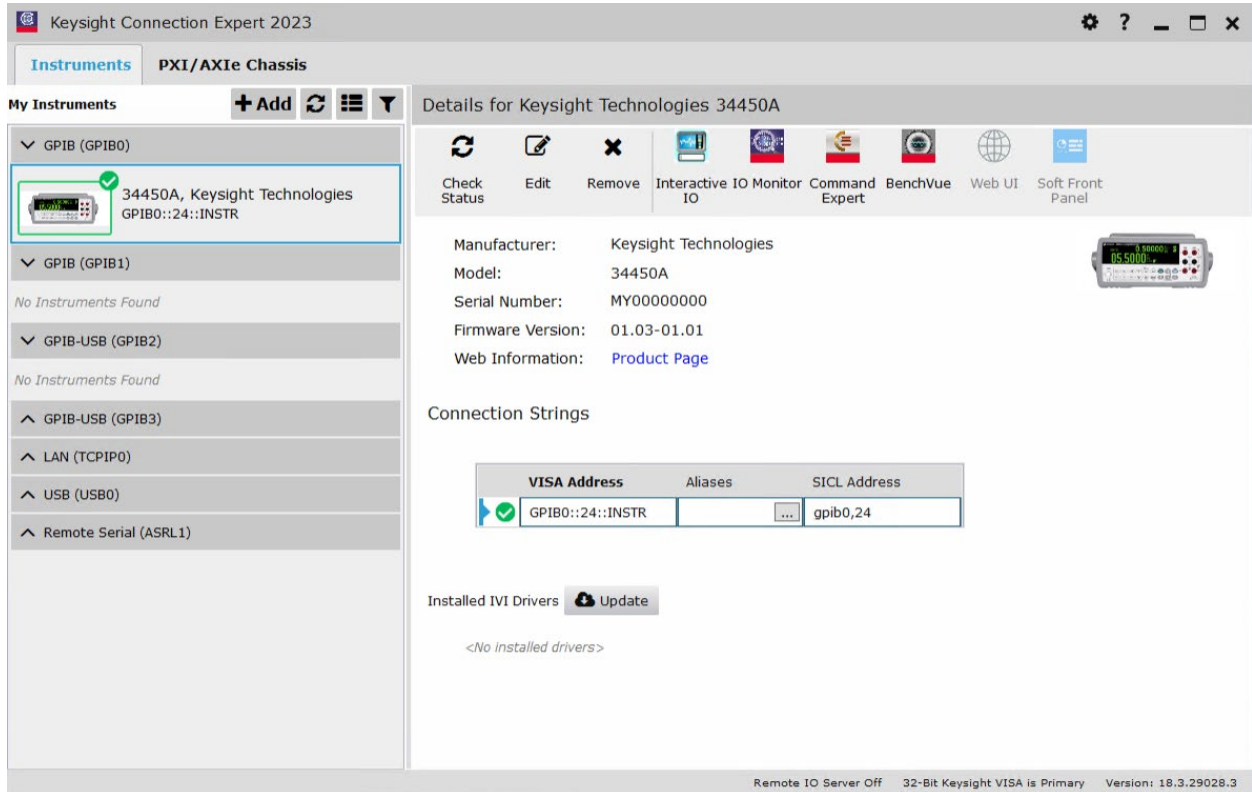 Keysight Connection Expert 2023
Instruments PXI/AXIe Chassis
My Instruments Add
GPIB (GPIB0)
34450A, Keysight Technologies
GPIB0::24::INSTR
GPIB (GPIB1)
No Instruments Found
GPIB-USB (GPIB2)
No Instruments Found
GPIB-USB (GPIB3)
LAN (TCPIP0)
USB (USB0)
Remote Serial (ASRL1)
Details for Keysight Technologies 34450A
Check Status
Edit
Remove
Interactive IO
IO Monitor
Command Expert
BenchVue
Web UI
Soft Front Panel
Manufacturer: Keysight Technologies
Model: 34450A
Serial Number: MY00000000
Firmware Version: 01.03-01.01
Web Information: Product Page
Connection Strings
VISA Address Aliases SICL Address
GPIB0::24::INSTR ... gpib0,24
Installed IVI Drivers Update
<No installed drivers>
Remote IO Server Off 32-Bit Keysight VISA is Primary Version: 18.3.29028.3